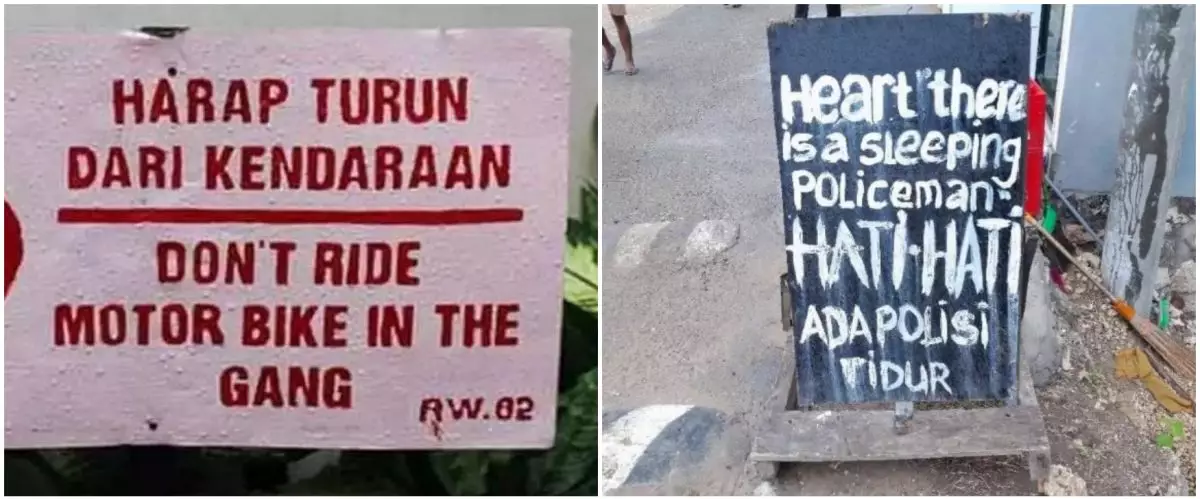 HARAP TURUN
DARI KENDARAAN
DON'T RIDE
MOTOR BIKE IN THE
GANG
RW.02
Heart there
is a sleeping
POLICEMAN
HATI-HATI
ADA POLISI
TIDUR